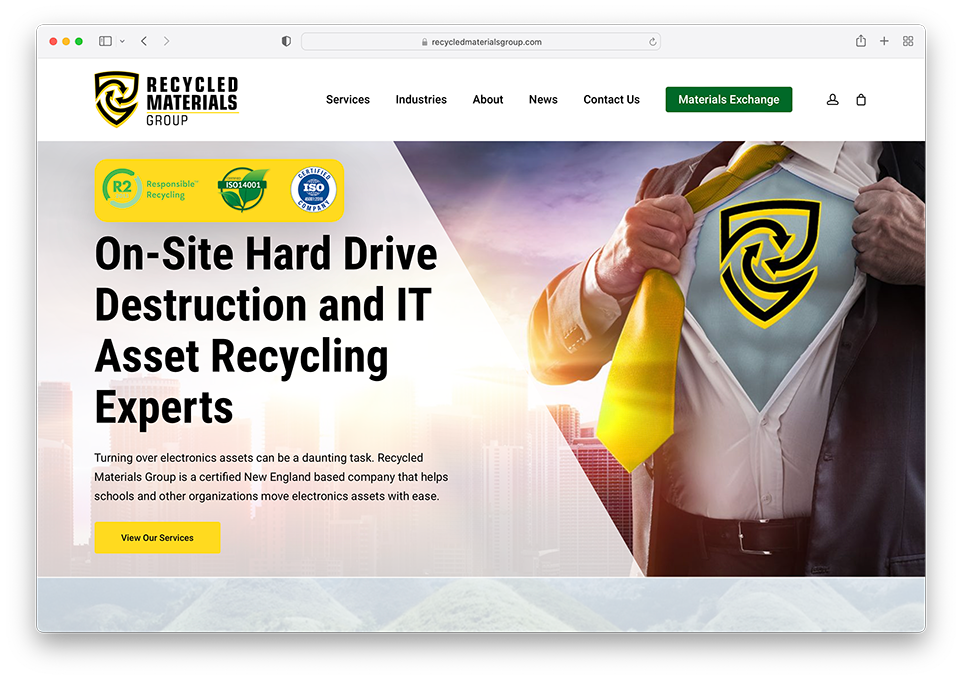 recycledmaterialsgroup.com
RECYCLED
MATERIALS
GROUP
Services
Industries
About
News
Contact Us
Materials Exchange
R2
Responsible™
Recycling
ISO14001
CERTIFIED
ISO
COMPANY
On-Site Hard Drive
Destruction and IT
Asset Recycling
Experts
Turning over electronics assets can be a daunting task. Recycled
Materials Group is a certified New England based company that helps
schools and other organizations move electronics assets with ease.
View Our Services